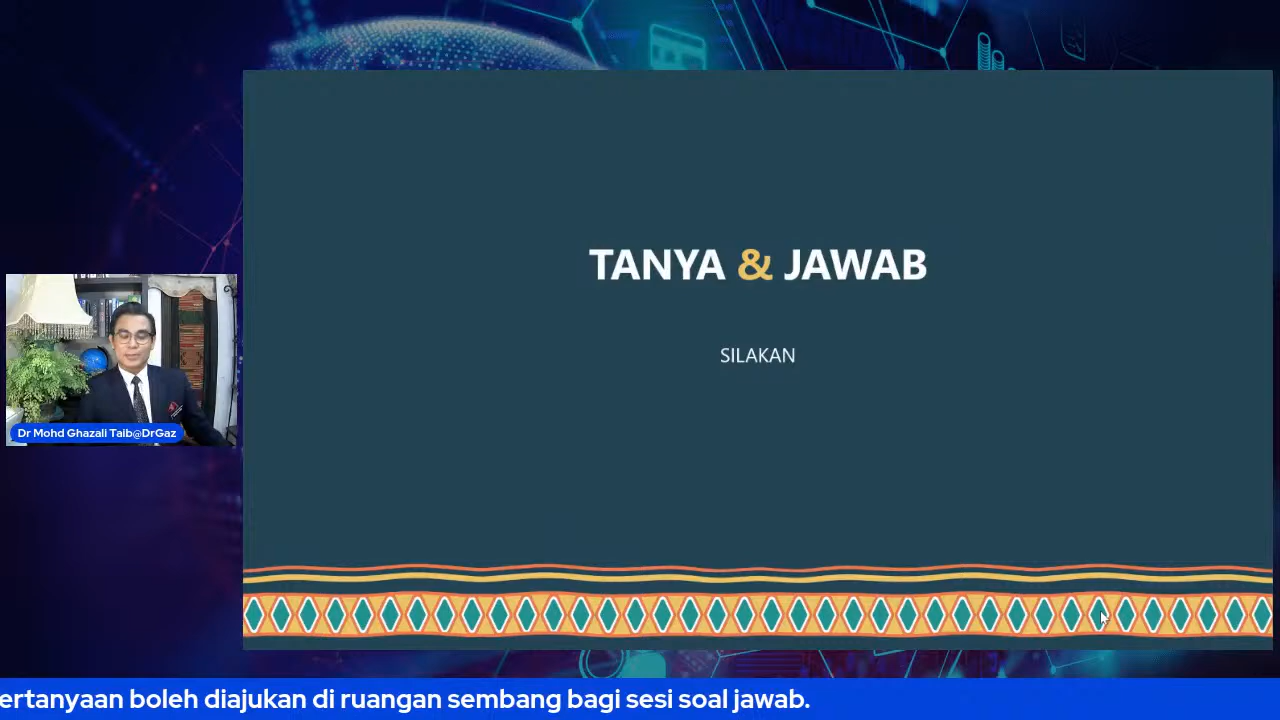 TANYA & JAWAB
SILAKAN
Dr Mohd Ghazali Taib@DrGaz
ertanyaan boleh diajukan di ruangan sembang bagi sesi soal jawab.